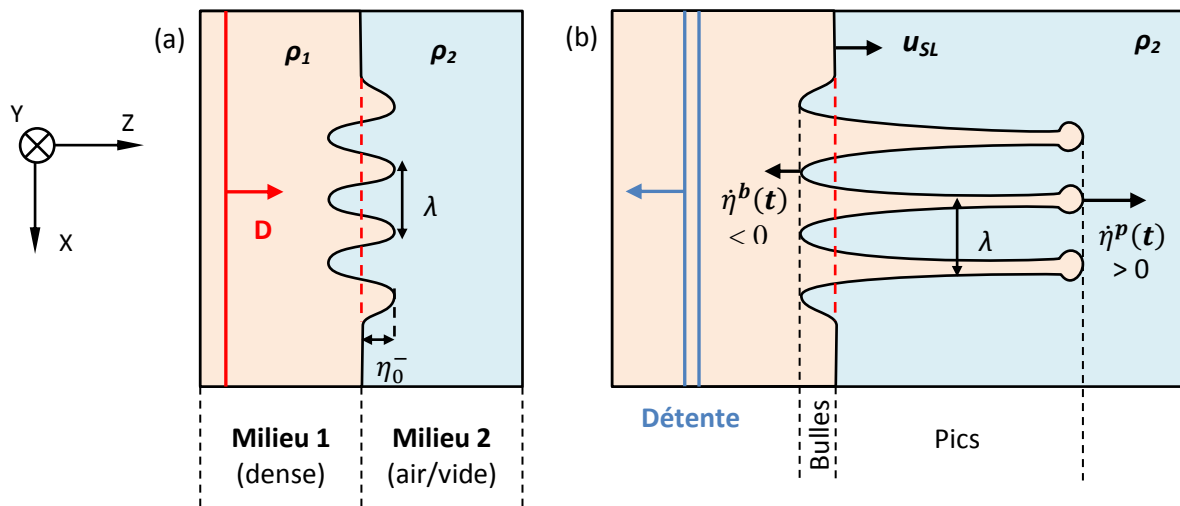 (a)
ρ₁
ρ₂
Y
Z
X
D
λ
η₀⁻
Milieu 1
(dense)
Milieu 2
(air/vide)
(b)
u_SL
ρ₂
η̇ᵇ(t)
< 0
λ
η̇ᵖ(t)
> 0
Détente
Bulles
Pics